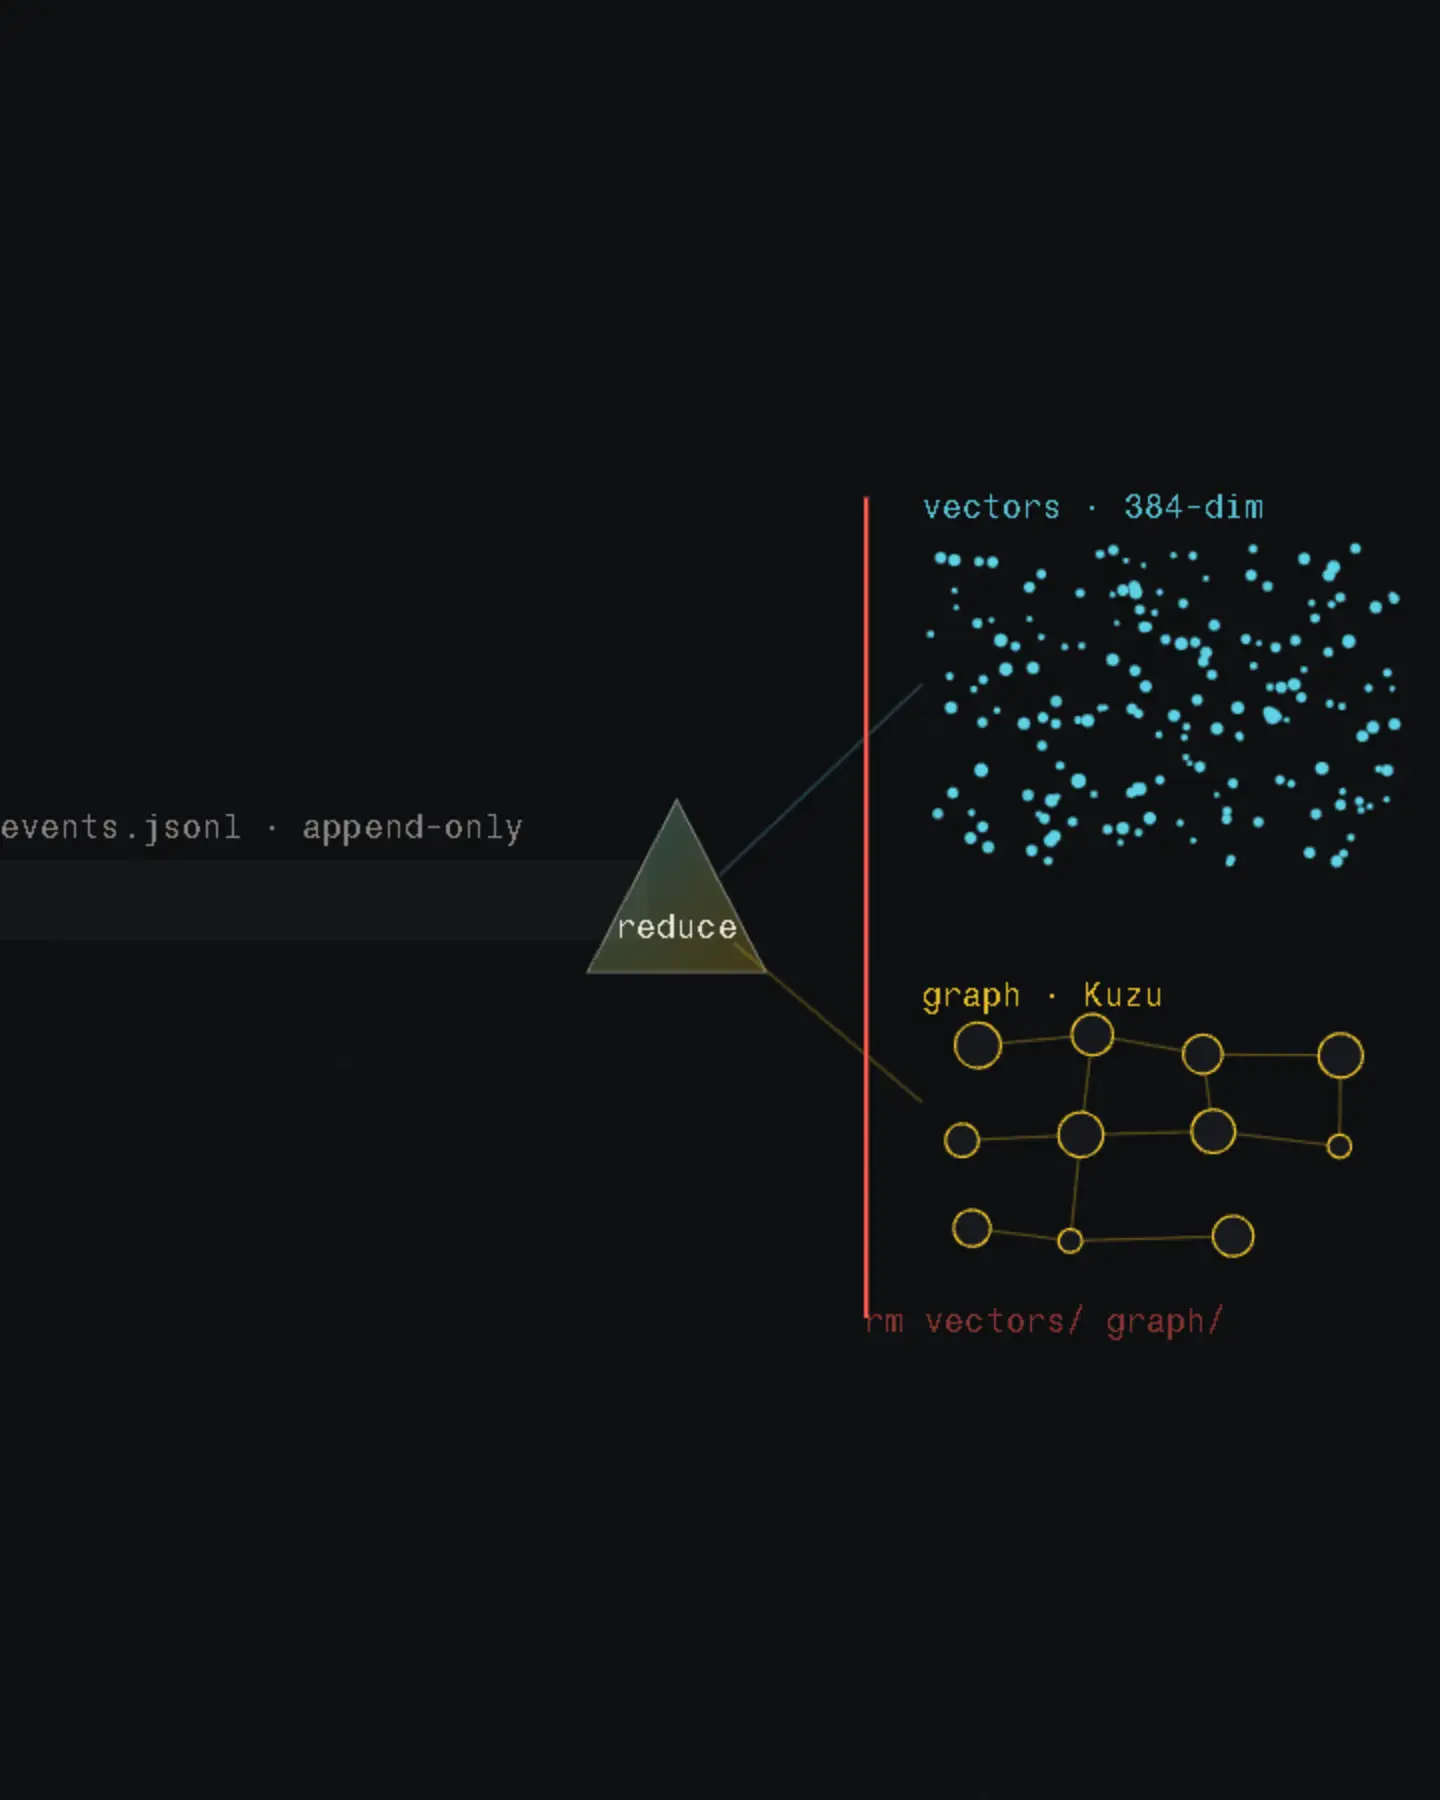 vectors · 384-dim
events.jsonl · append-only
reduce
graph · Kuzu
rm vectors/ graph/